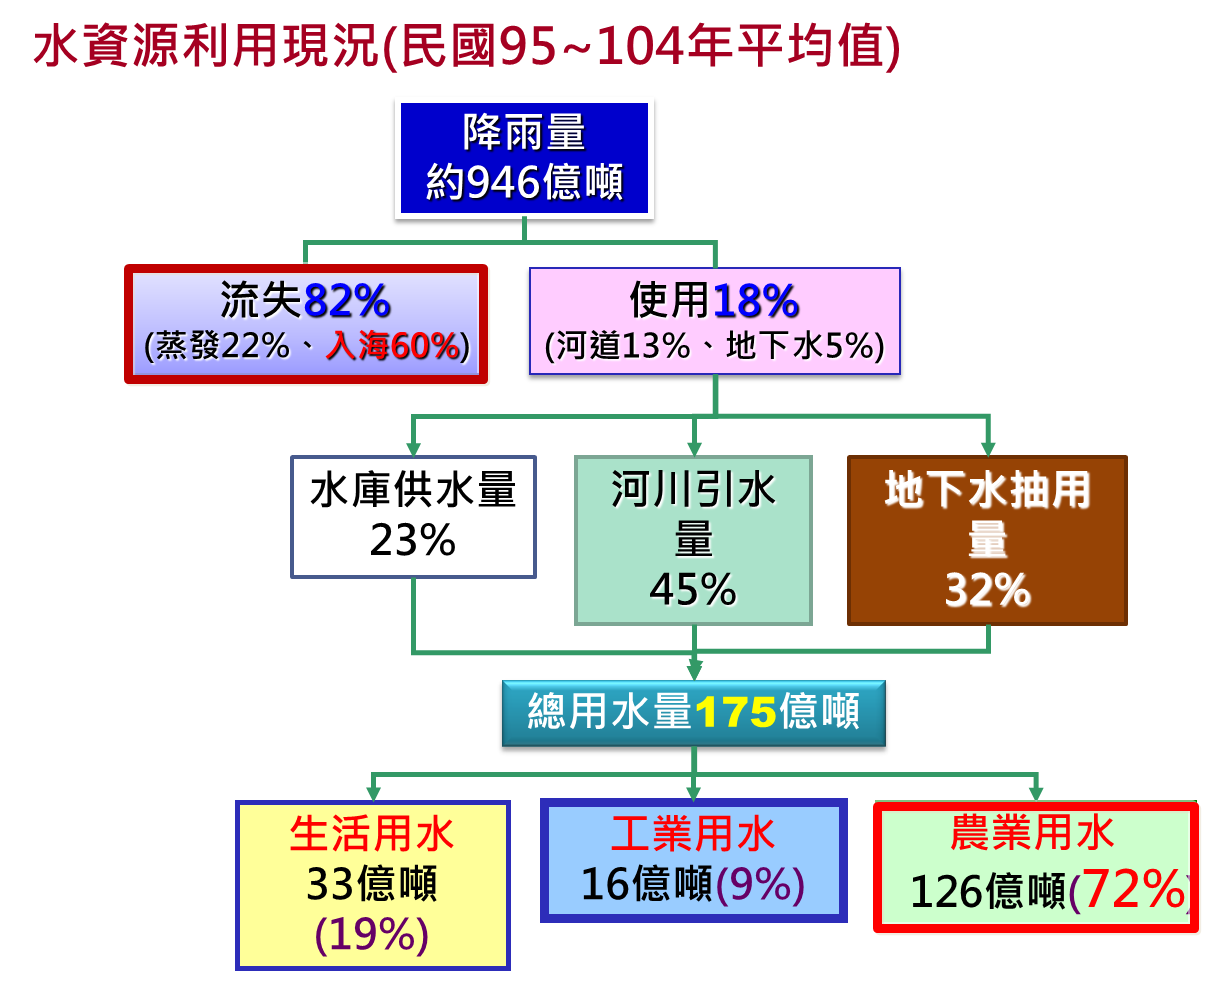 水資源利用現況(民國95~104年平均值)
降雨量
約946億噸
流失82%
(蒸發22%、入海60%)
使用18%
(河道13%、地下水5%)
水庫供水量
23%
河川引水
量
45%
地下水抽用
量
32%
總用水量175億噸
生活用水
33億噸
(19%)
工業用水
16億噸(9%)
農業用水
126億噸(72%)